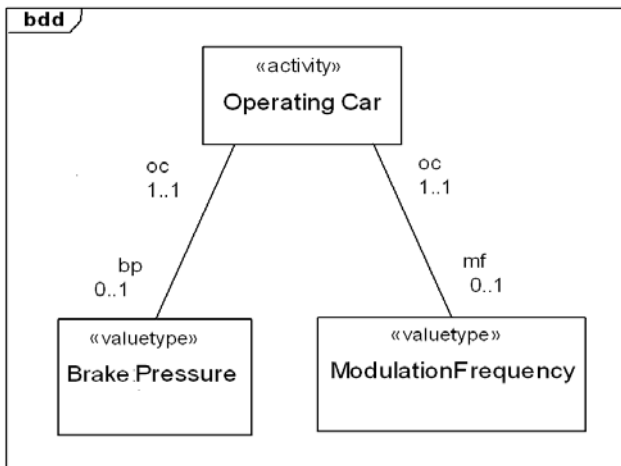 bdd
«activity»
Operating Car
oc
1..1
oc
1..1
bp
0..1
mf
0..1
«valuetype»
Brake Pressure
«valuetype»
ModulationFrequency